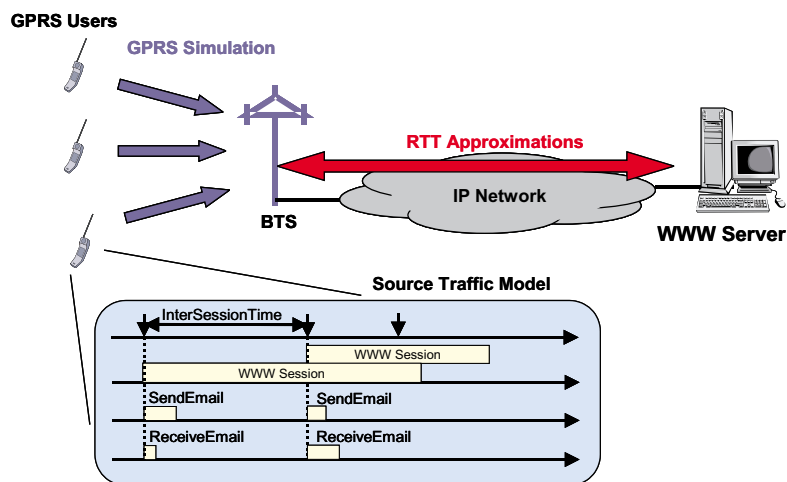 GPRS Users
GPRS Simulation
RTT Approximations
IP Network
BTS
WWW Server
Source Traffic Model
InterSessionTime
WWW Session
WWW Session
SendEmail
SendEmail
ReceiveEmail
ReceiveEmail